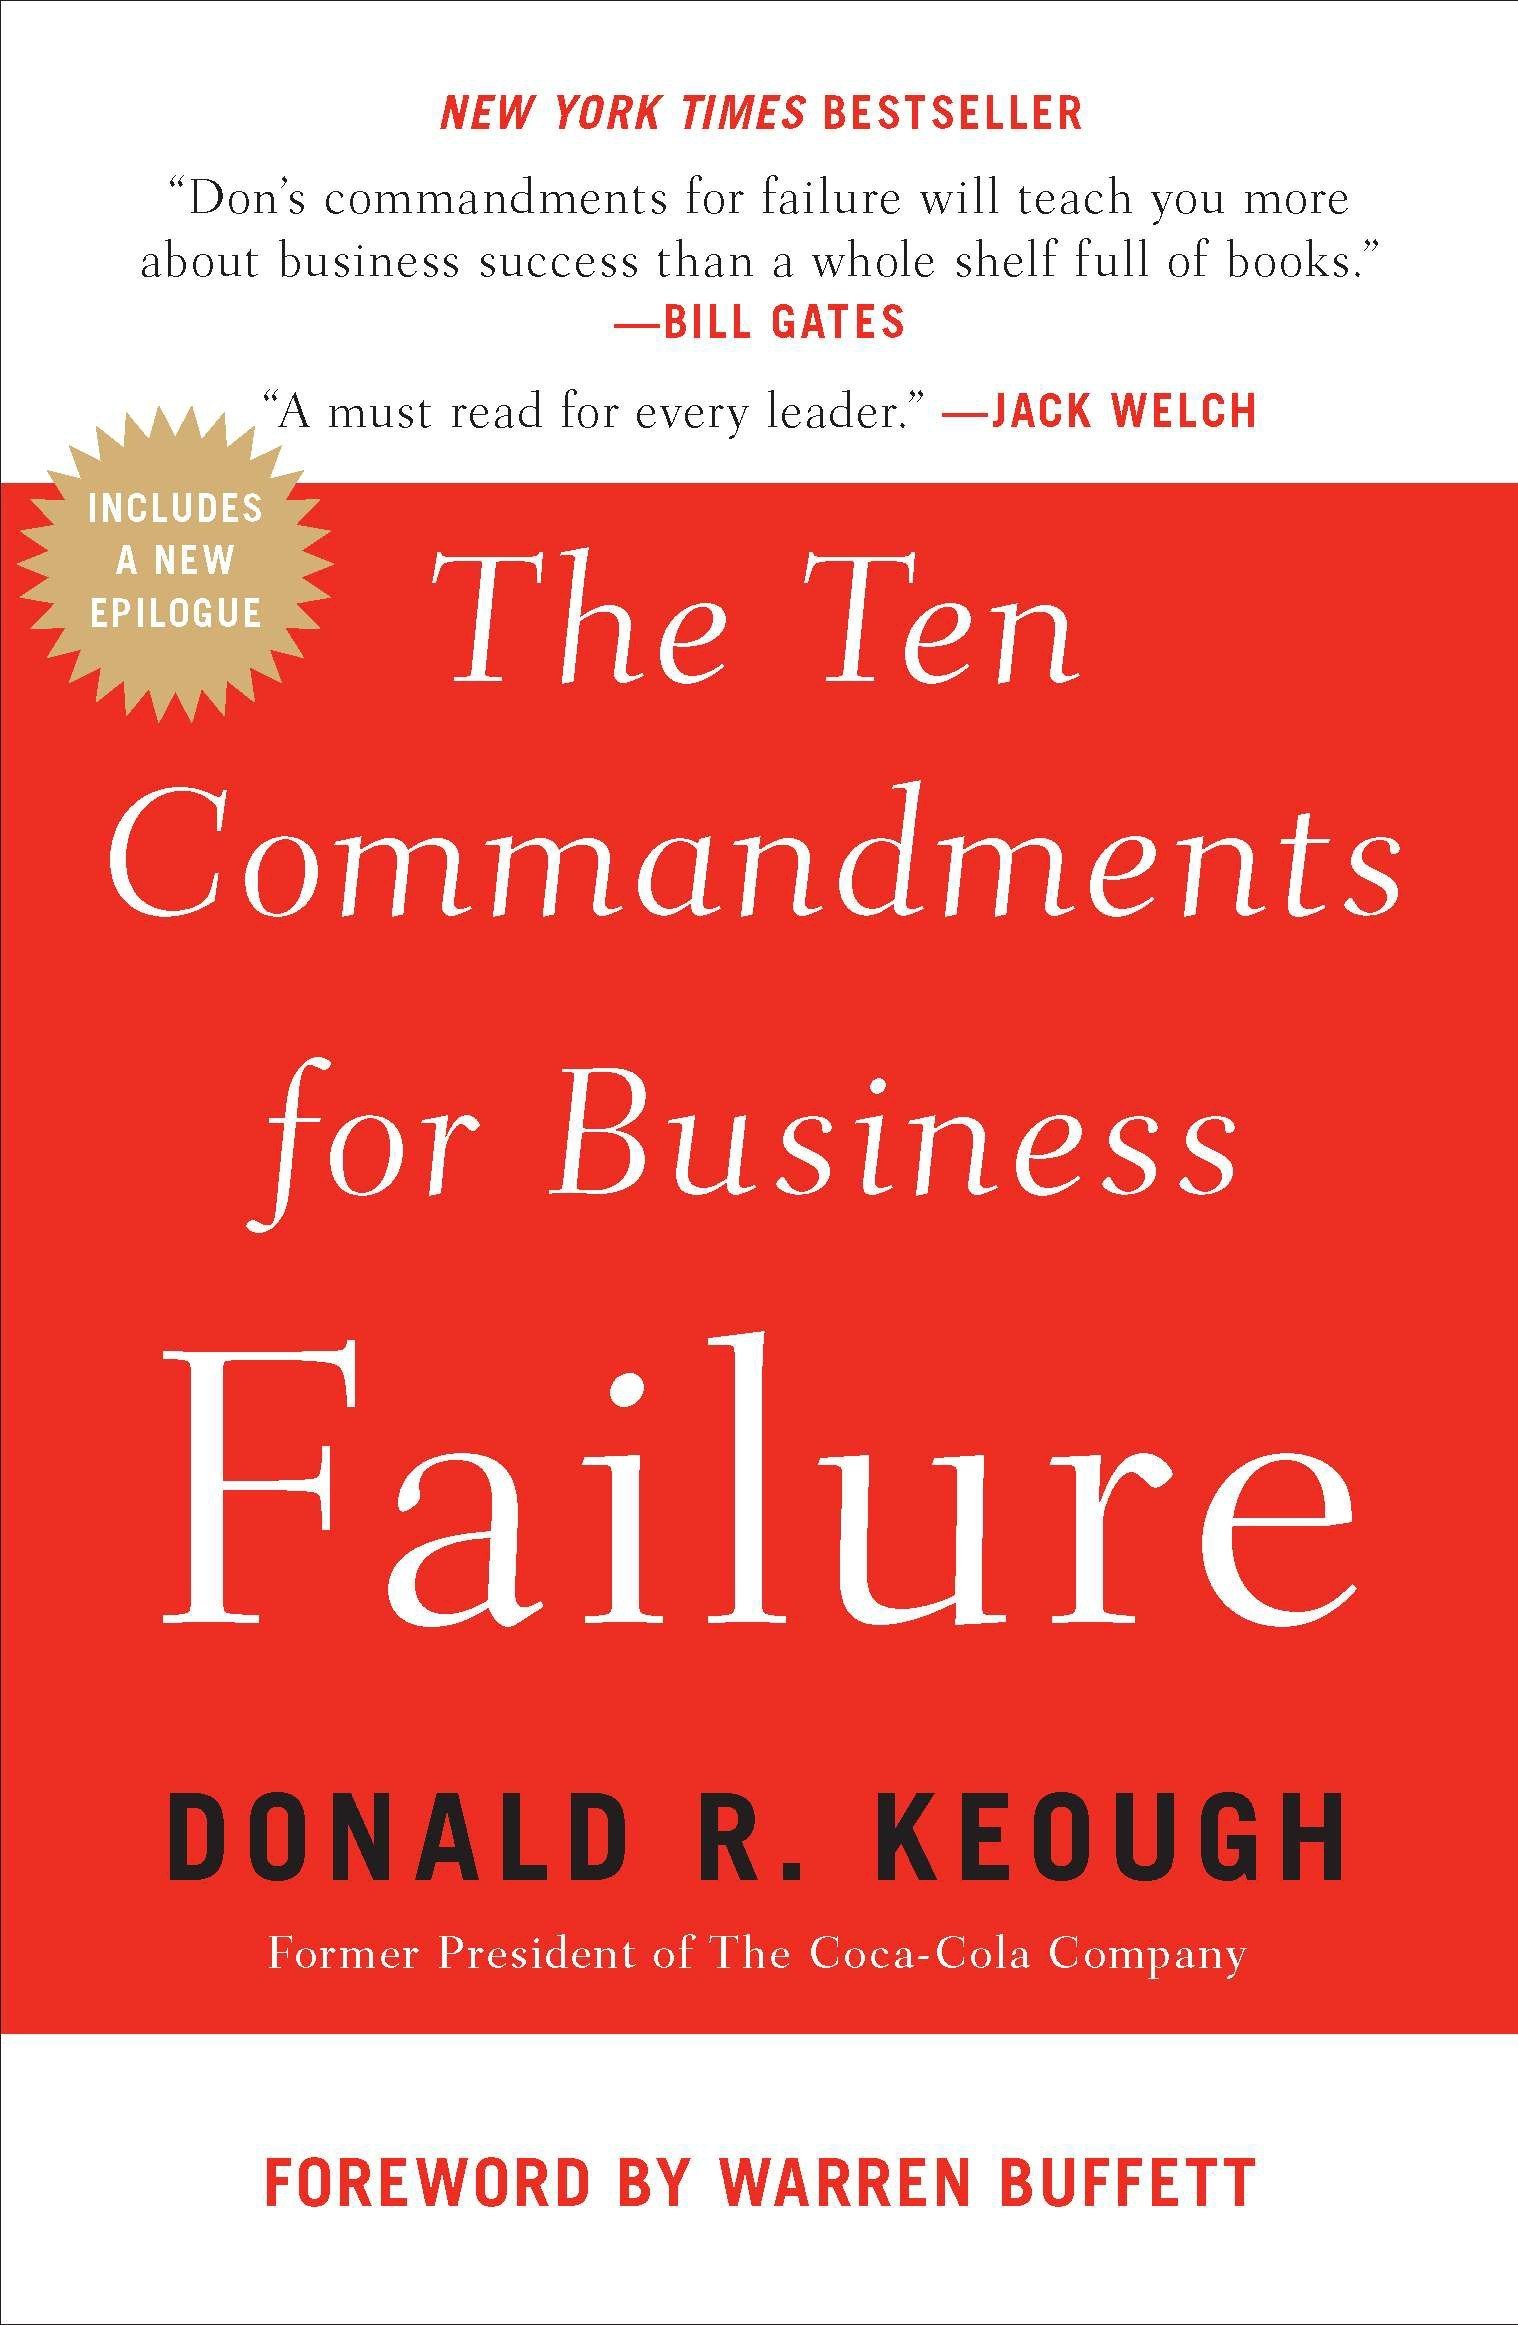 NEW YORK TIMES BESTSELLER
“Don’s commandments for failure will teach you more
about business success than a whole shelf full of books.”
—BILL GATES
“A must read for every leader.” —JACK WELCH
INCLUDES
A NEW
EPILOGUE
The Ten
Commandments
for Business
Failure
DONALD R. KEOUGH
Former President of The Coca-Cola Company
FOREWORD BY WARREN BUFFETT